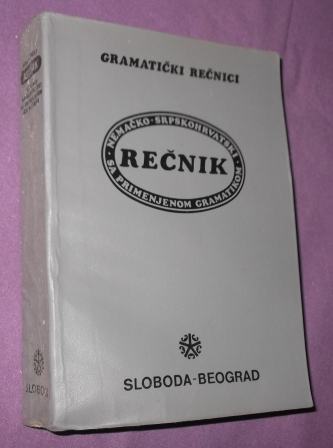 GRAMATIČKI REČNICI
NEMAČKO-SRPSKOHRVATSKI
REČNIK
SA PRIMENJENOM GRAMATIKOM
SLOBODA-BEOGRAD